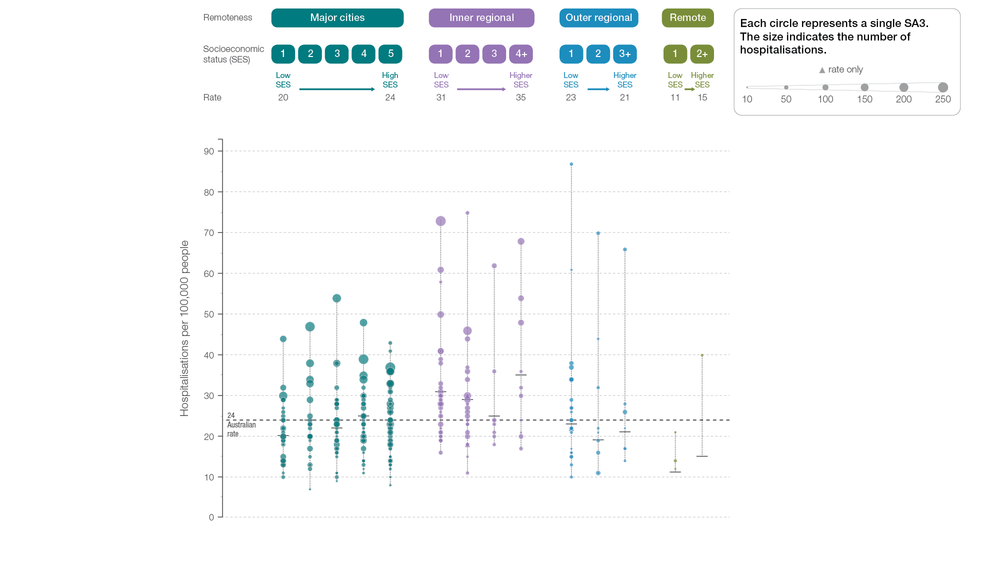 Remoteness
Major cities
Inner regional
Outer regional
Remote
Socioeconomic
status (SES)
1 2 3 4 5
1 2 3 4+
1 2 3+
1 2+
Low
SES
High
SES
Low
SES
Higher
SES
Low
SES
Higher
SES
Low
SES
Higher
SES
Rate
20 24
31 35
23 21
11 15
Each circle represents a single SA3.
The size indicates the number of
hospitalisations.
▲ rate only
10 50 100 150 200 250
Hospitalisations per 100,000 people
90
80
70
60
50
40
30
20
10
0
24
Australian
rate